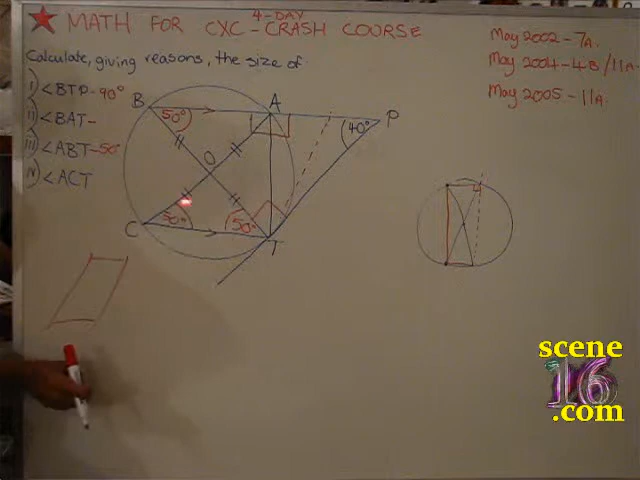 4-DAY
★ MATH FOR CXC - CRASH COURSE
May 2002 - 7A.
May 2004 - 4B / 11A.
May 2005 - 11A
Calculate, giving reasons, the size of
i) <BTP - 90°
ii) <BAT -
iii) <ABT - 50°
iv) <ACT
B
A
P
50°
40°
O
C
50°
50°
T
scene
16
.com